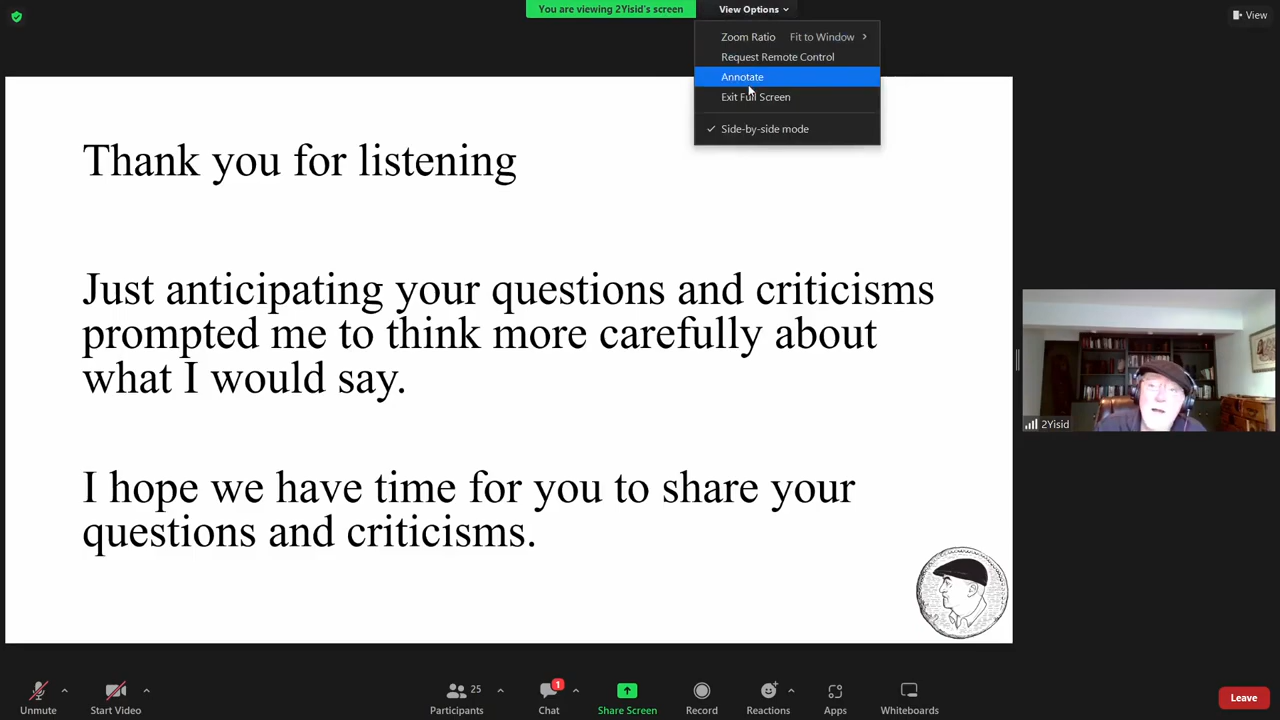 You are viewing 2Yisid's screen
View Options
View
Zoom Ratio Fit to Window
Request Remote Control
Annotate
Exit Full Screen
Side-by-side mode
Thank you for listening
Just anticipating your questions and criticisms
prompted me to think more carefully about
what I would say.
I hope we have time for you to share your
questions and criticisms.
2Yisid
Unmute
Start Video
25
Participants
1
Chat
Share Screen
Record
Reactions
Apps
Whiteboards
Leave